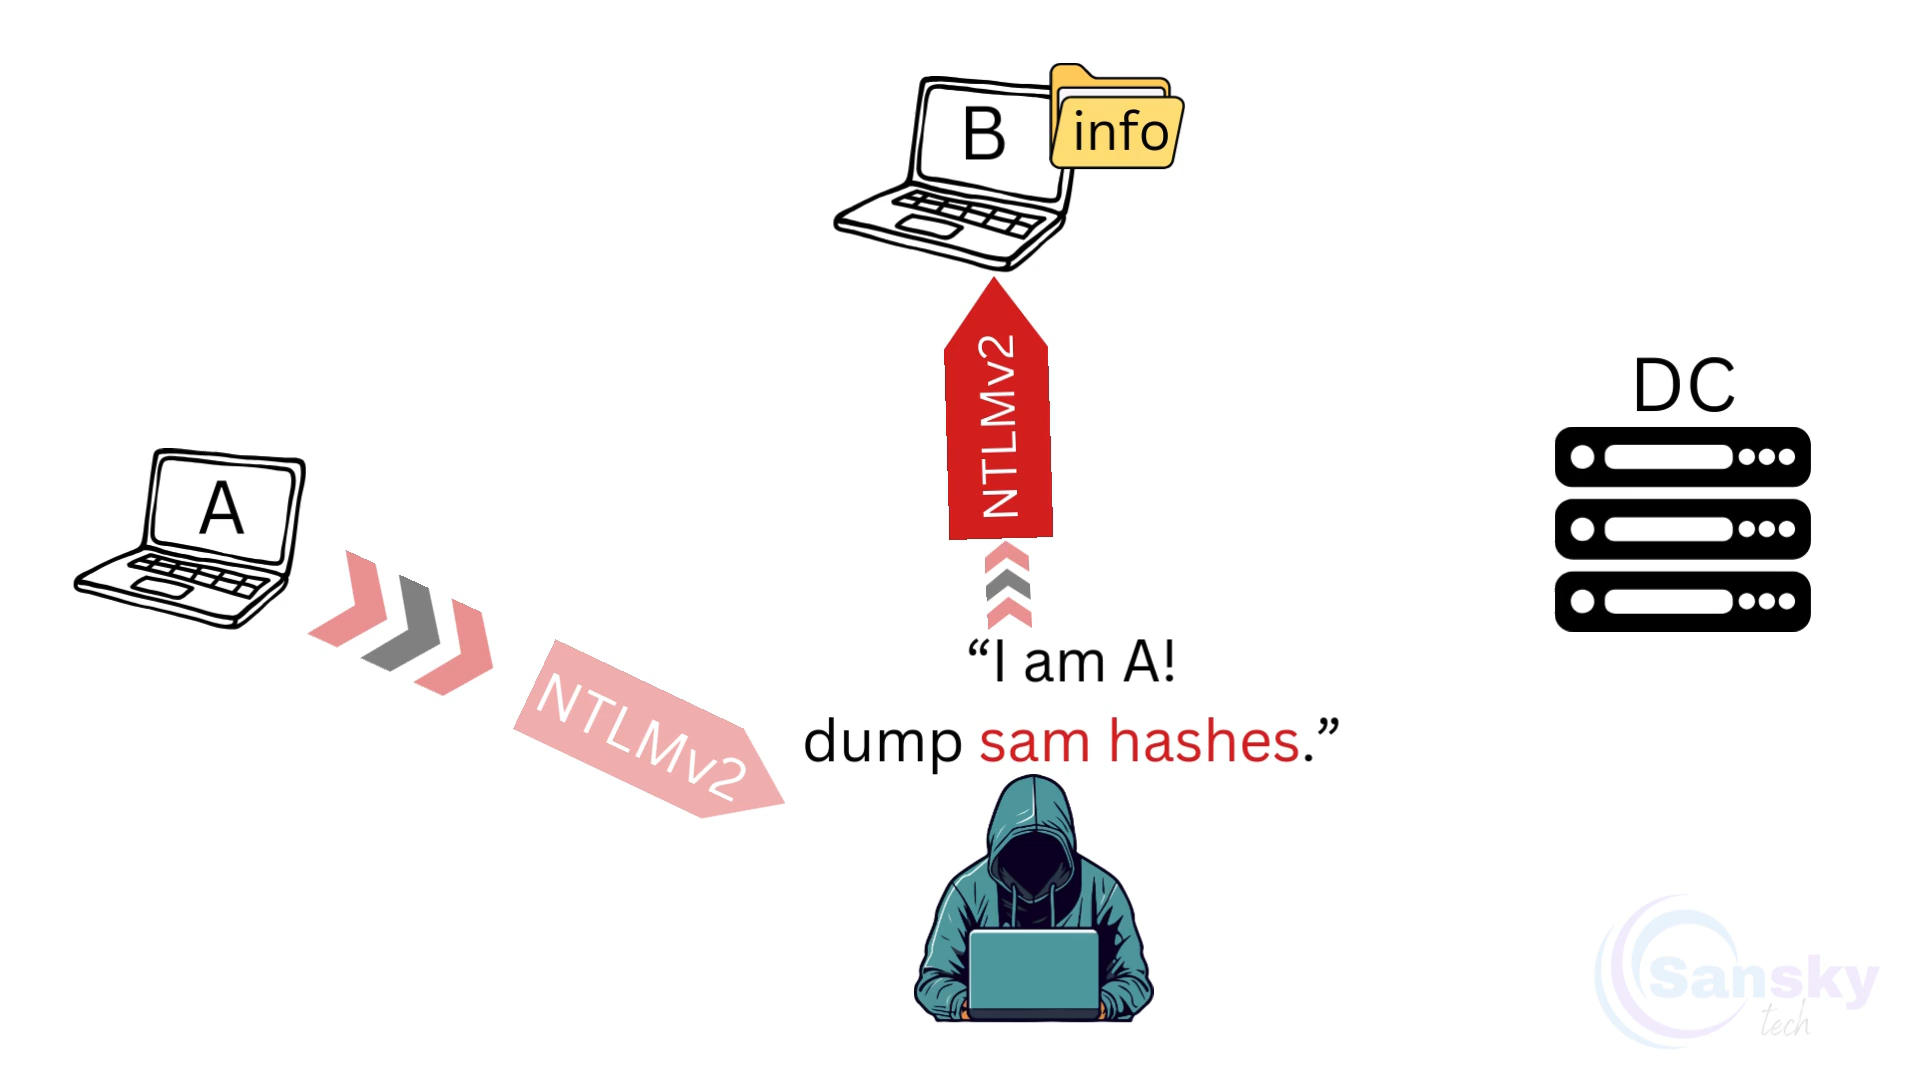 B
info
NTLMv2
DC
A
NTLMv2
“I am A!
dump sam hashes.”
Sansky
tech